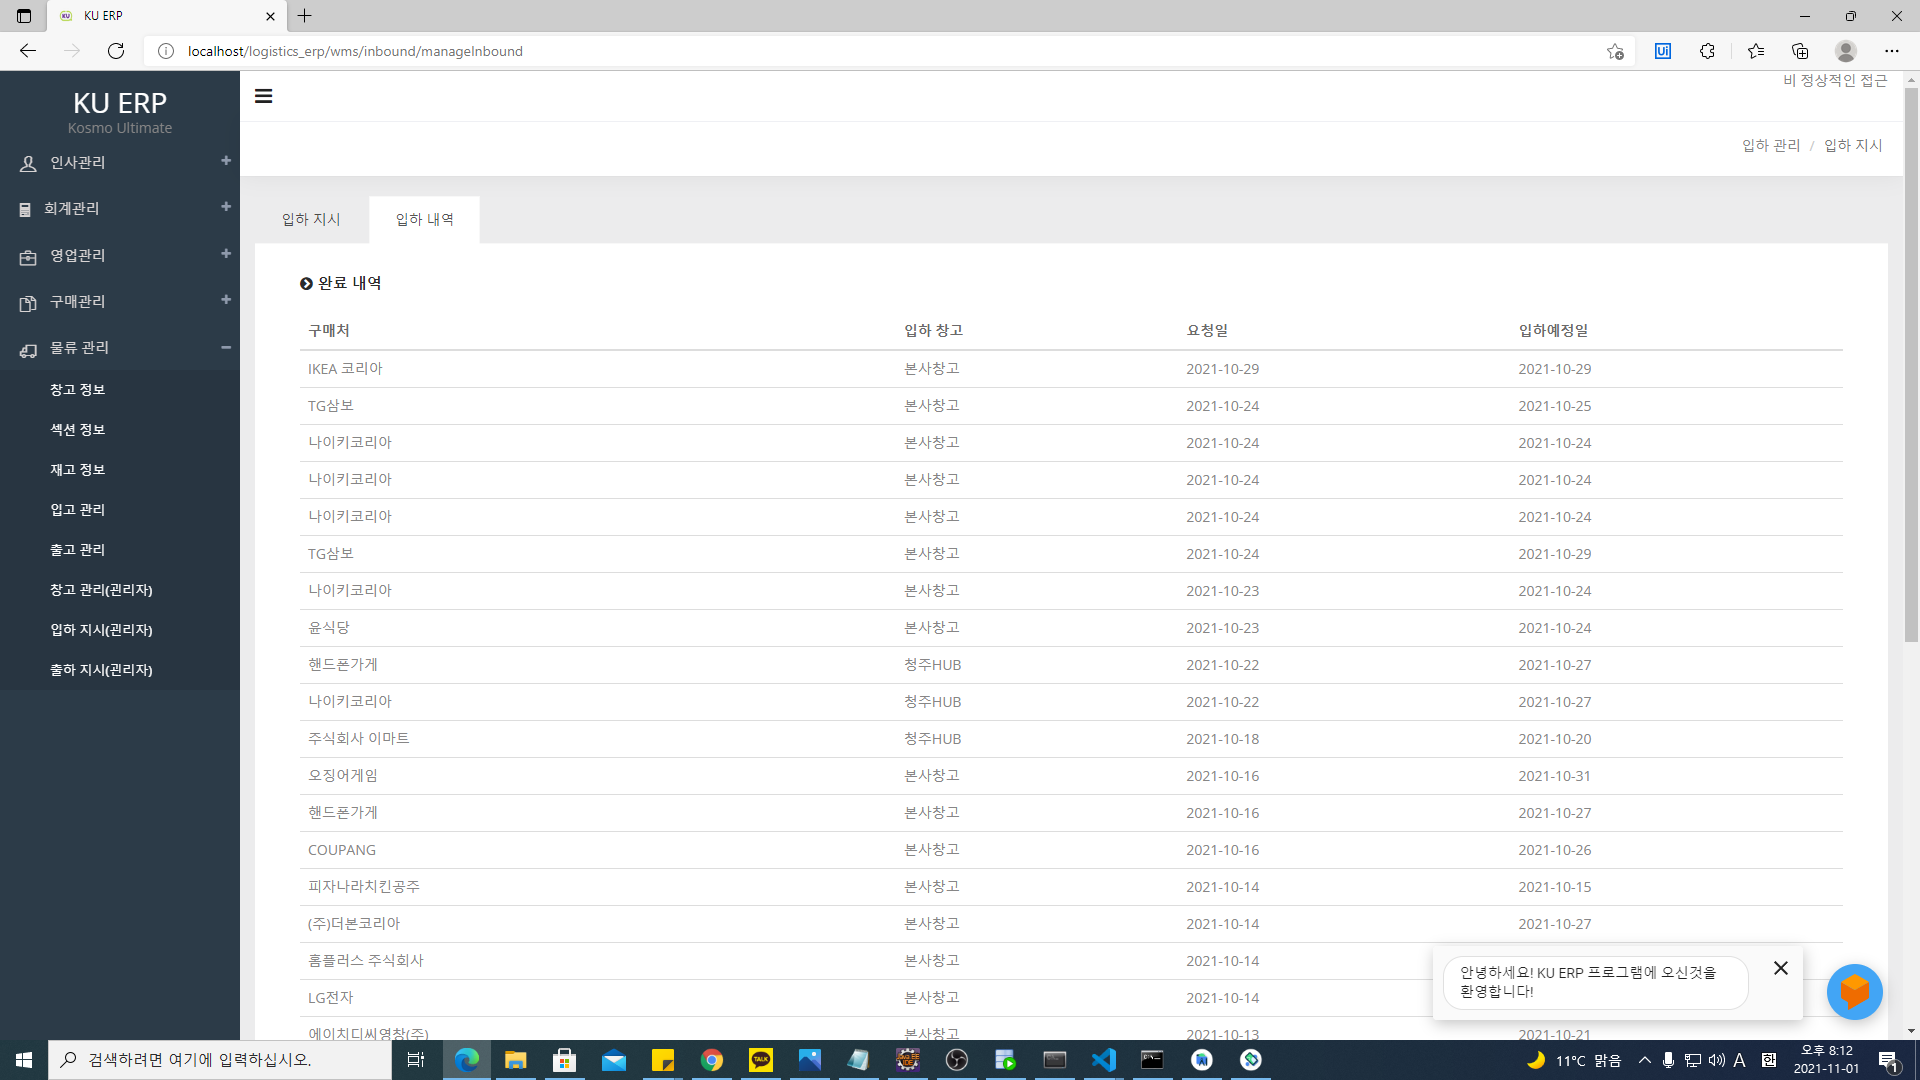 KU ERP
localhost/logistics_erp/wms/inbound/manageInbound
KU ERP
Kosmo Ultimate
인사관리
회계관리
영업관리
구매관리
물류 관리
창고 정보
섹션 정보
재고 정보
입고 관리
출고 관리
창고 관리(관리자)
입하 지시(관리자)
출하 지시(관리자)
비 정상적인 접근
입하 관리 / 입하 지시
입하 지시 입하 내역
완료 내역
구매처 입하 창고 요청일 입하예정일
IKEA 코리아 본사창고 2021-10-29 2021-10-29
TG삼보 본사창고 2021-10-24 2021-10-25
나이키코리아 본사창고 2021-10-24 2021-10-24
나이키코리아 본사창고 2021-10-24 2021-10-24
나이키코리아 본사창고 2021-10-24 2021-10-24
TG삼보 본사창고 2021-10-24 2021-10-29
나이키코리아 본사창고 2021-10-23 2021-10-24
윤식당 본사창고 2021-10-23 2021-10-24
핸드폰가게 청주HUB 2021-10-22 2021-10-27
나이키코리아 청주HUB 2021-10-22 2021-10-27
주식회사 이마트 청주HUB 2021-10-18 2021-10-20
오징어게임 본사창고 2021-10-16 2021-10-31
핸드폰가게 본사창고 2021-10-16 2021-10-27
COUPANG 본사창고 2021-10-16 2021-10-26
피자나라치킨공주 본사창고 2021-10-14 2021-10-15
(주)더본코리아 본사창고 2021-10-14 2021-10-27
홈플러스 주식회사 본사창고 2021-10-14
LG전자 본사창고 2021-10-14
에이치디씨영창(주) 본사창고 2021-10-13 2021-10-21
안녕하세요! KU ERP 프로그램에 오신것을
환영합니다!
검색하려면 여기에 입력하십시오.
11°C 맑음
A
오후 8:12
2021-11-01
1